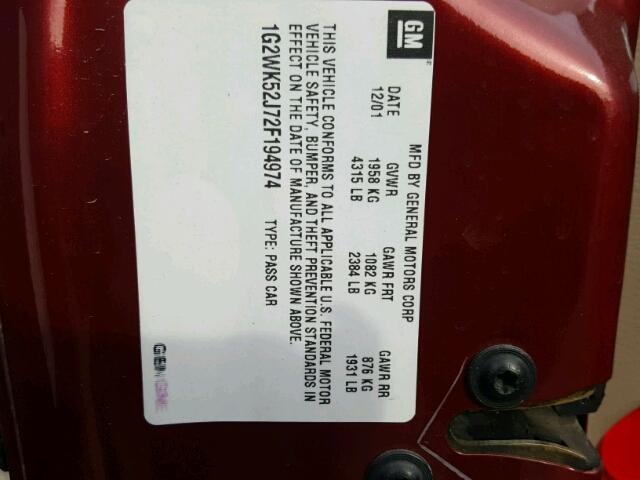 GM
MFD BY GENERAL MOTORS CORP
DATE GVWR GAWR FRT GAWR RR
12/01 1958 KG 1082 KG 876 KG
4315 LB 2384 LB 1931 LB
THIS VEHICLE CONFORMS TO ALL APPLICABLE U.S. FEDERAL MOTOR
VEHICLE SAFETY, BUMPER, AND THEFT PREVENTION STANDARDS IN
EFFECT ON THE DATE OF MANUFACTURE SHOWN ABOVE.
1G2WK52J72F194974 TYPE: PASS CAR